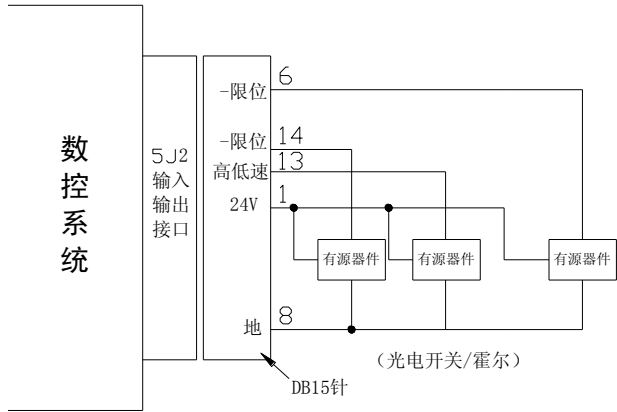 数控系统
5J2
输入
输出
接口
-限位 6
-限位 14
高低速 13
24V 1
有源器件 有源器件 有源器件
地 8
(光电开关/霍尔)
DB15针